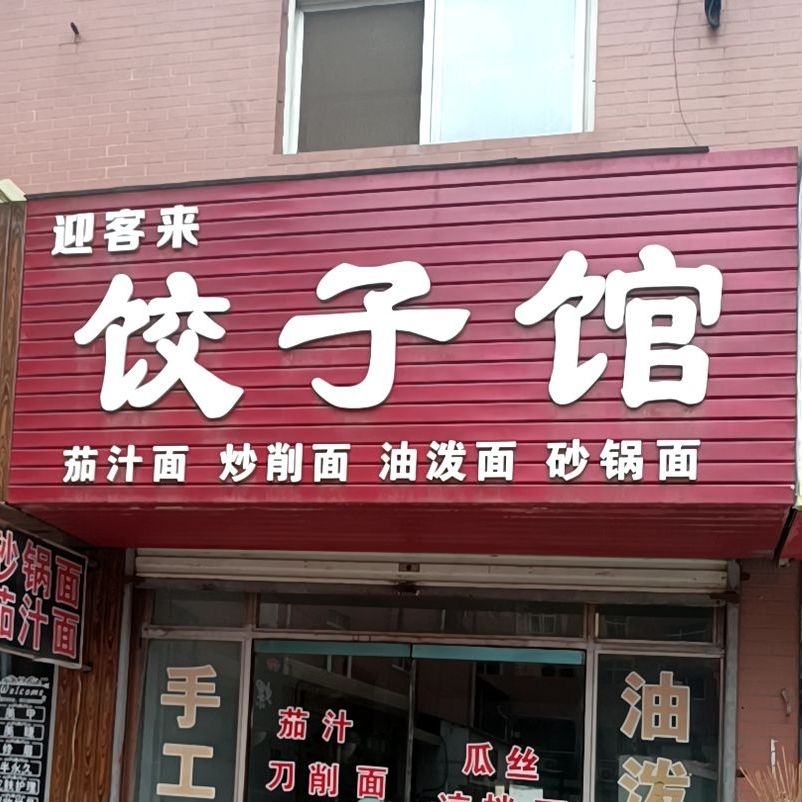 迎客来
饺子馆
茄汁面 炒削面 油泼面 砂锅面
砂锅面
茄汁面
Welcome
手工
茄汁
刀削面
瓜丝
油泼